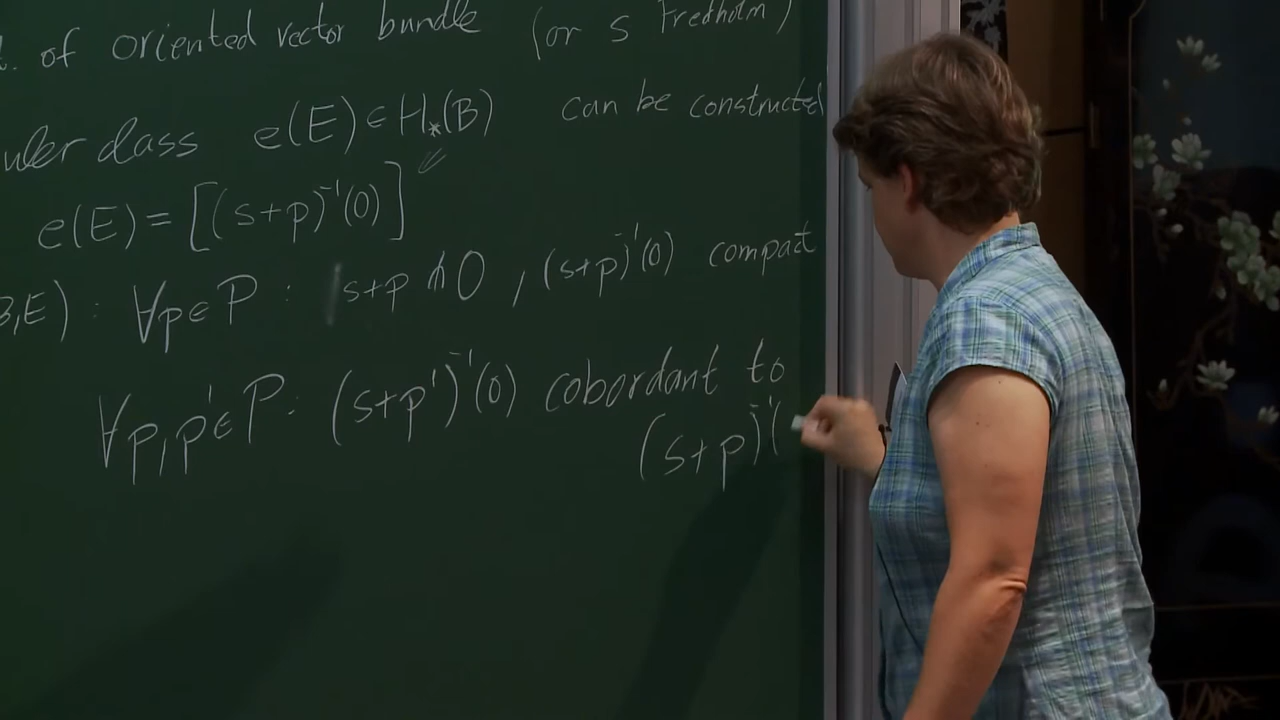 . of oriented vector bundle (or s Fredholm)
uler class e(E) ∈ H_*(B) can be constructed
e(E) = [(s+p)⁻¹(0)]
B,E) : ∀p∈P : s+p ⋔ 0 , (s+p)⁻¹(0) compact
∀p,p'∈P: (s+p')⁻¹(0) cobordant to
(s+p)⁻¹(